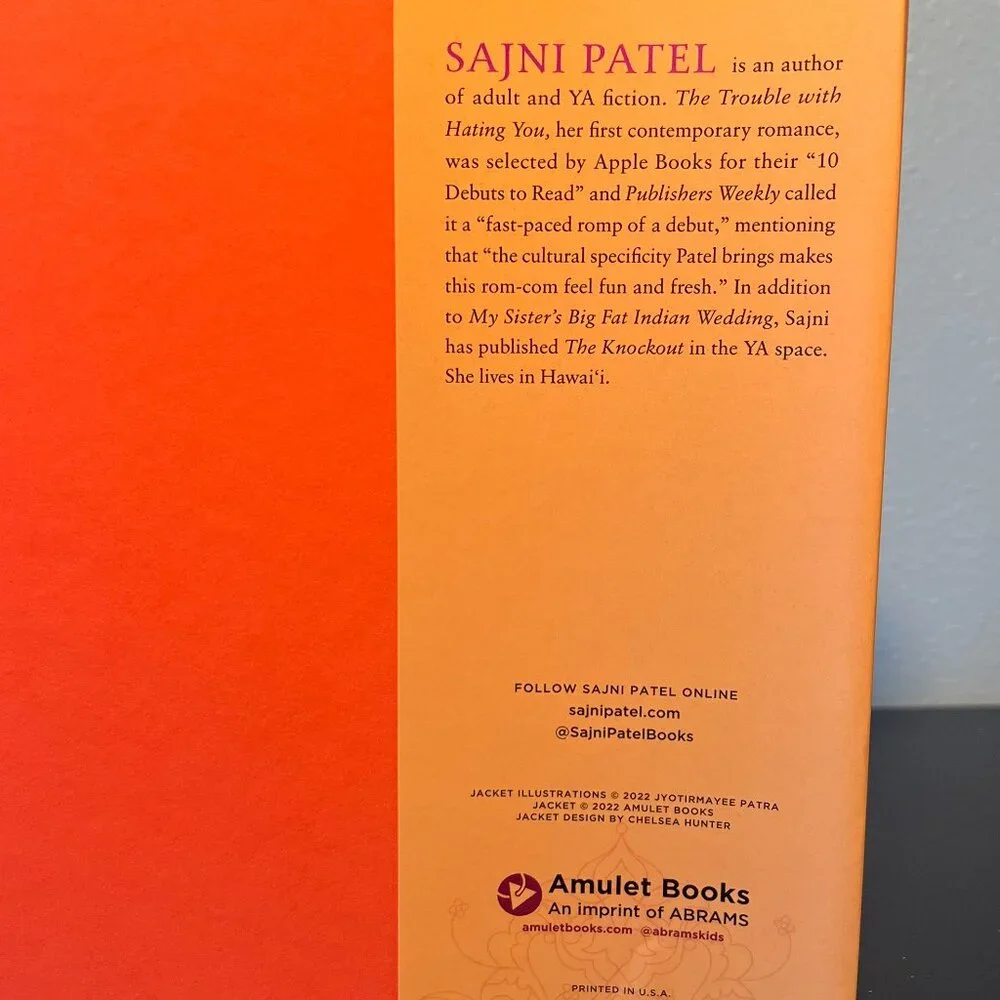 SAJNI PATEL is an author
of adult and YA fiction. The Trouble with
Hating You, her first contemporary romance,
was selected by Apple Books for their “10
Debuts to Read” and Publishers Weekly called
it a “fast-paced romp of a debut,” mentioning
that “the cultural specificity Patel brings makes
this rom-com feel fun and fresh.” In addition
to My Sister’s Big Fat Indian Wedding, Sajni
has published The Knockout in the YA space.
She lives in Hawai‘i.
FOLLOW SAJNI PATEL ONLINE
sajnipatel.com
@SajniPatelBooks
JACKET ILLUSTRATIONS © 2022 JYOTIRMAYEE PATRA
JACKET © 2022 AMULET BOOKS
JACKET DESIGN BY CHELSEA HUNTER
Amulet Books
An imprint of ABRAMS
amuletbooks.com @abramskids
PRINTED IN U.S.A.